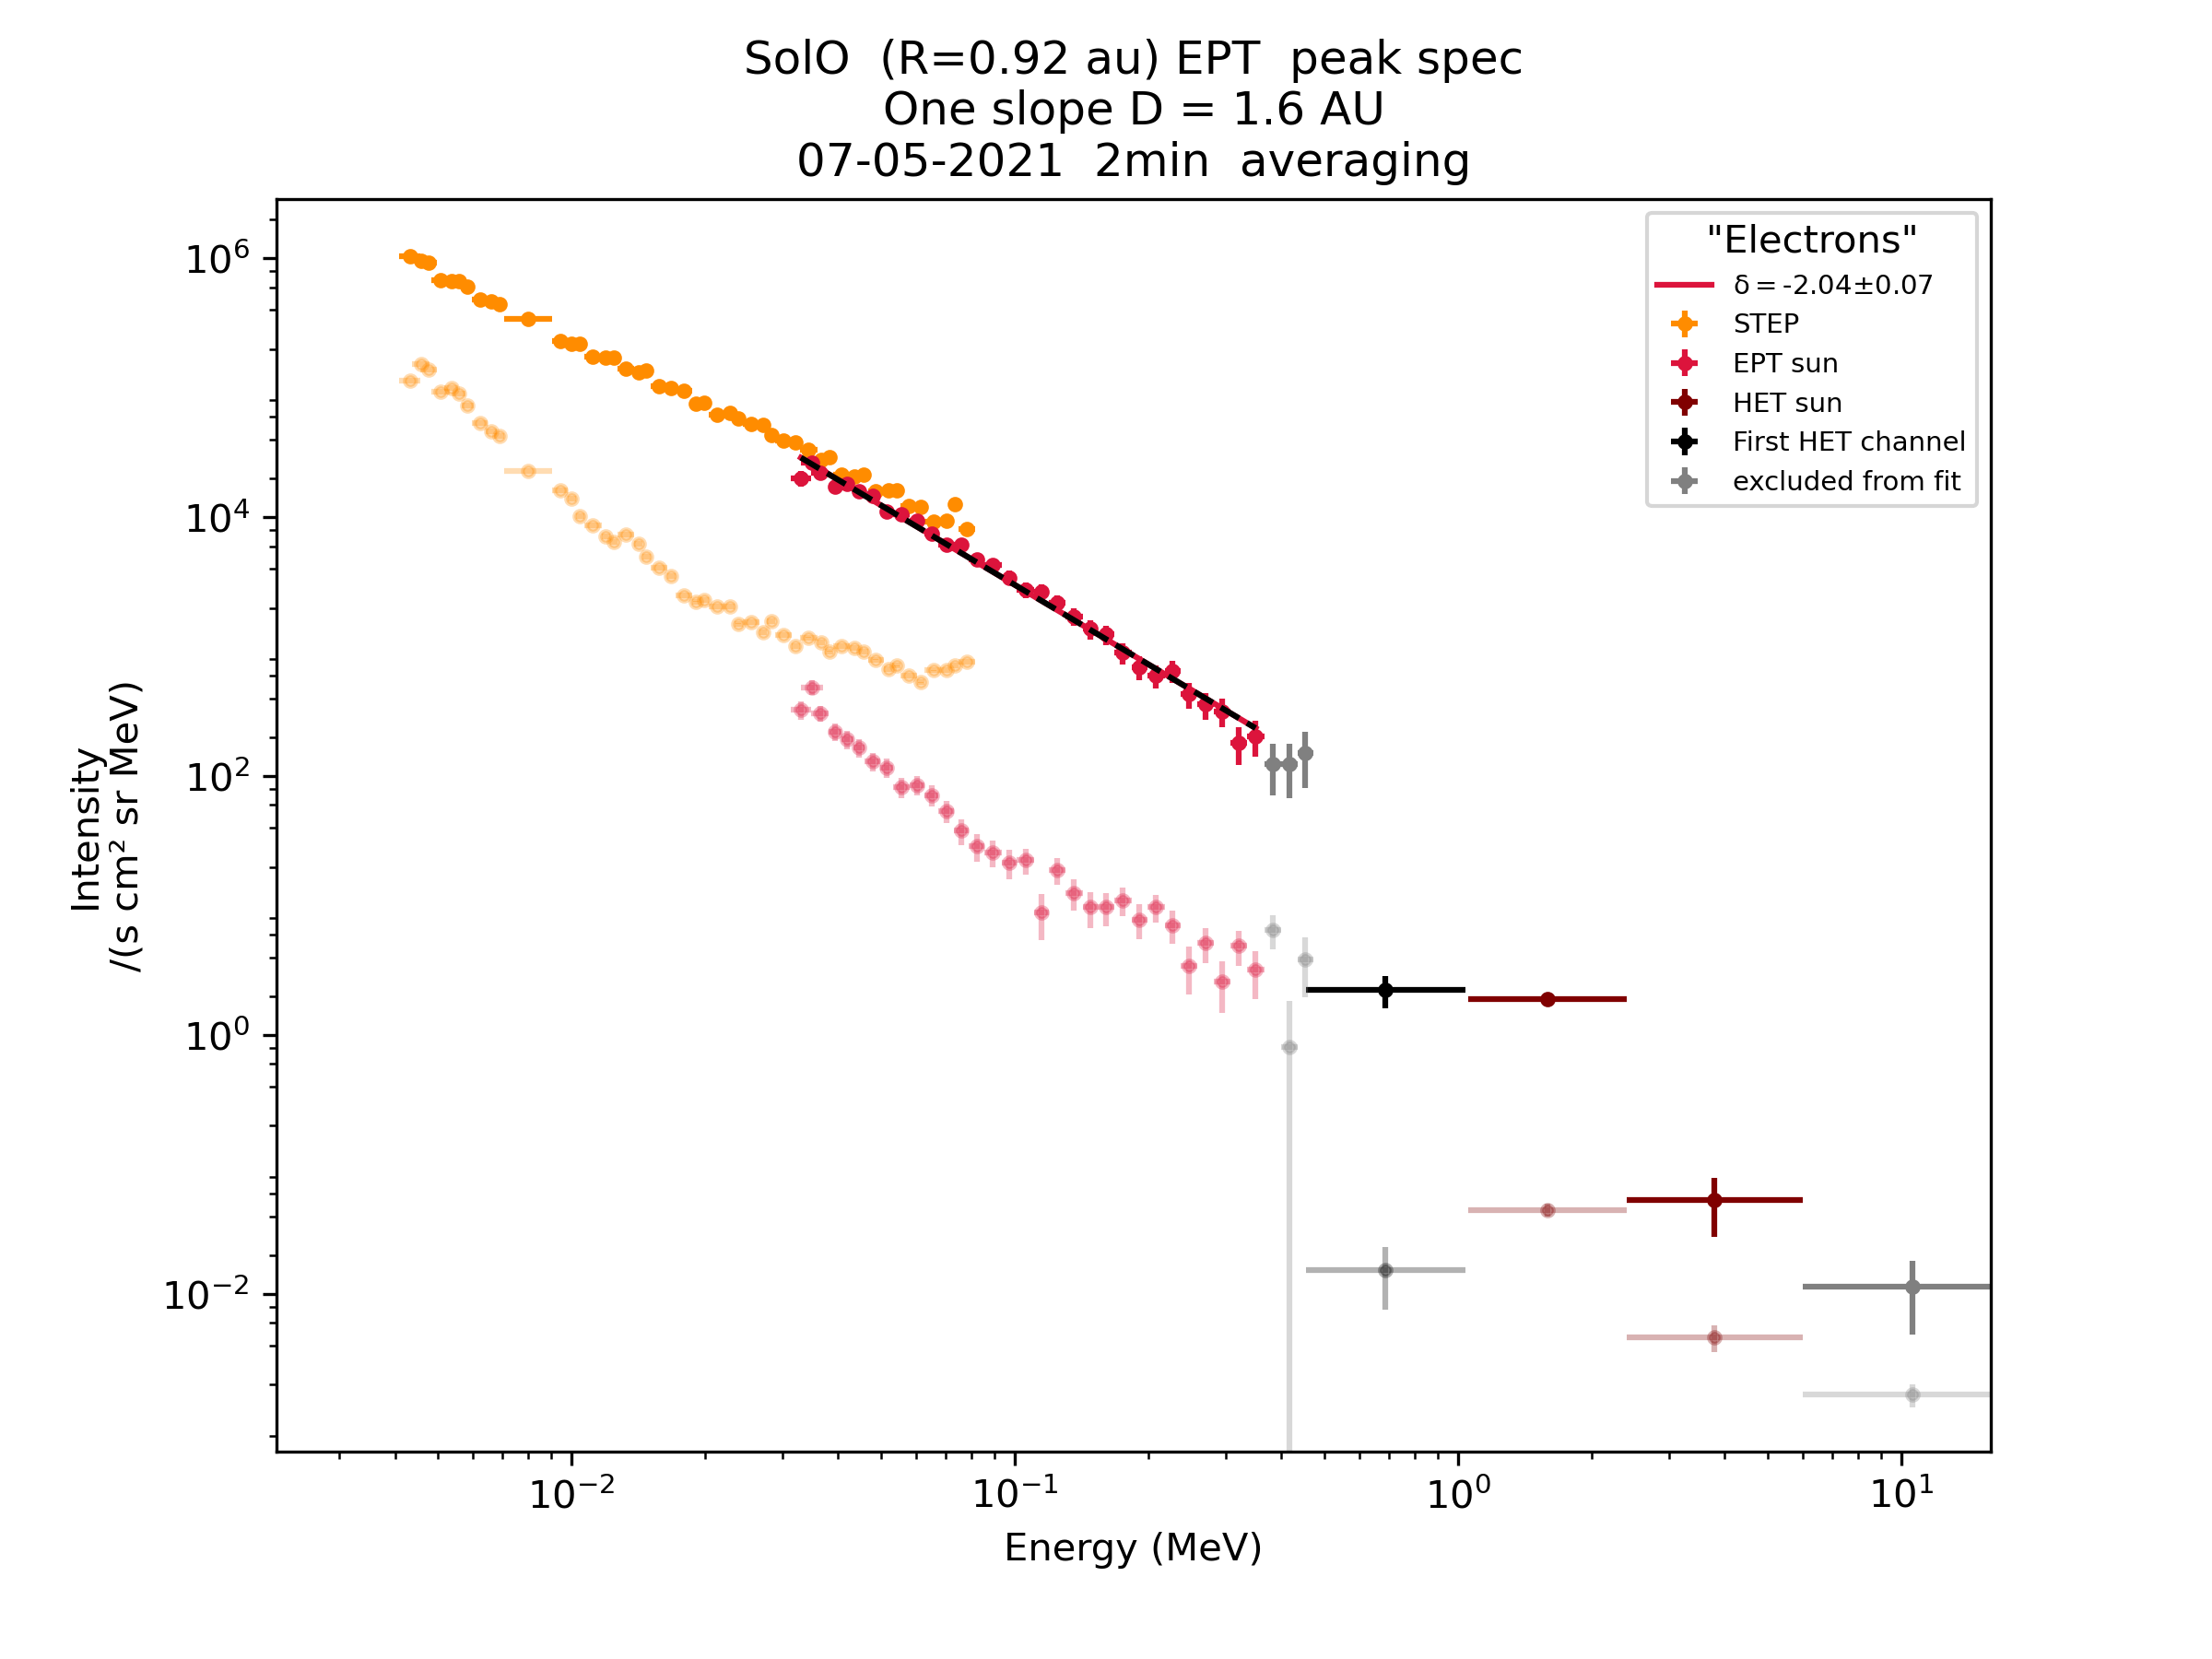 SolO (R=0.92 au) EPT peak spec
One slope D = 1.6 AU
07-05-2021 2min averaging
"Electrons"
δ = -2.04±0.07
STEP
EPT sun
HET sun
First HET channel
excluded from fit
Intensity
/(s cm² sr MeV)
10⁶
10⁴
10²
10⁰
10⁻²
10⁻²
10⁻¹
10⁰
10¹
Energy (MeV)